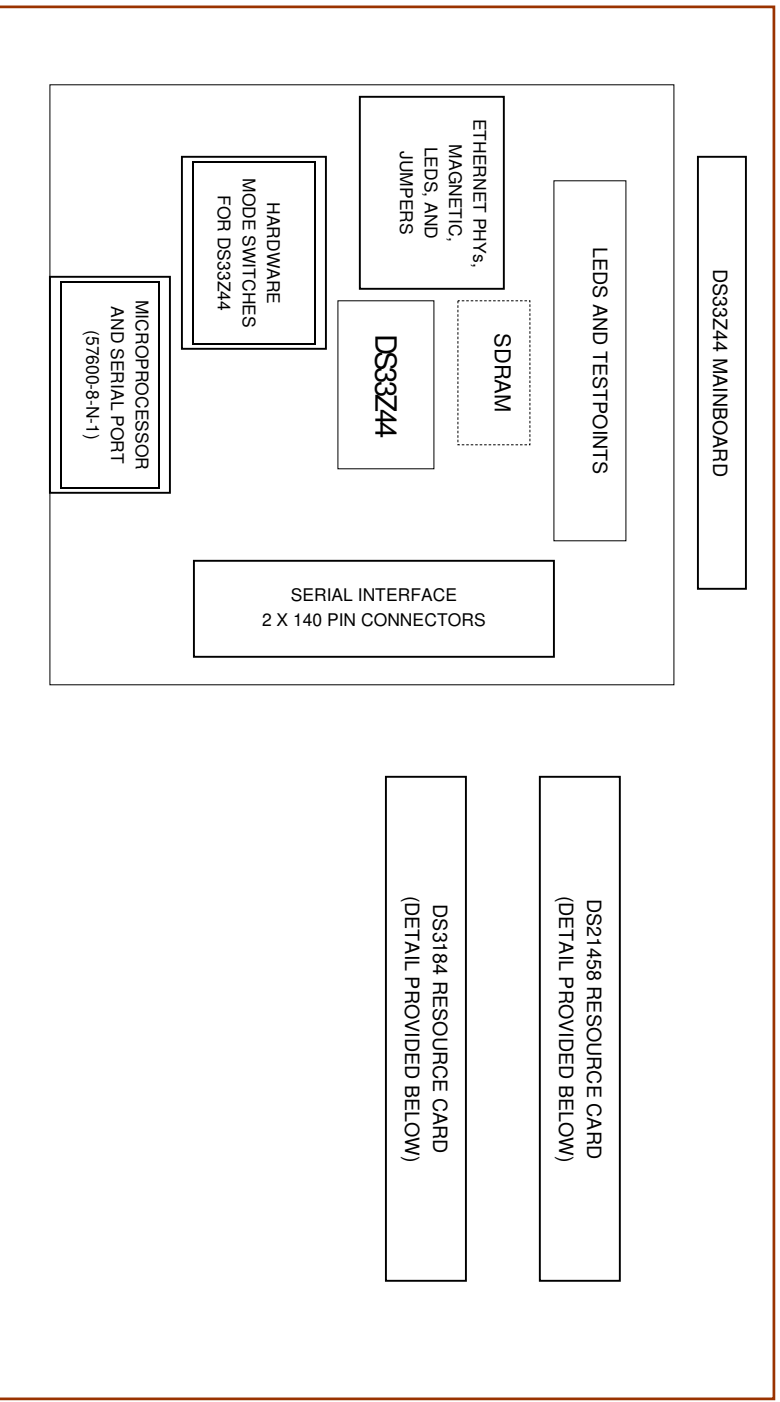 DS33Z44 MAINBOARD
LEDS AND TESTPOINTS
ETHERNET PHYs,
MAGNETIC,
LEDS, AND
JUMPERS
SDRAM
DS33Z44
HARDWARE
MODE SWITCHES
FOR DS33Z44
MICROPROCESSOR
AND SERIAL PORT
(57600-8-N-1)
SERIAL INTERFACE
2 X 140 PIN CONNECTORS
DS21458 RESOURCE CARD
(DETAIL PROVIDED BELOW)
DS3184 RESOURCE CARD
(DETAIL PROVIDED BELOW)